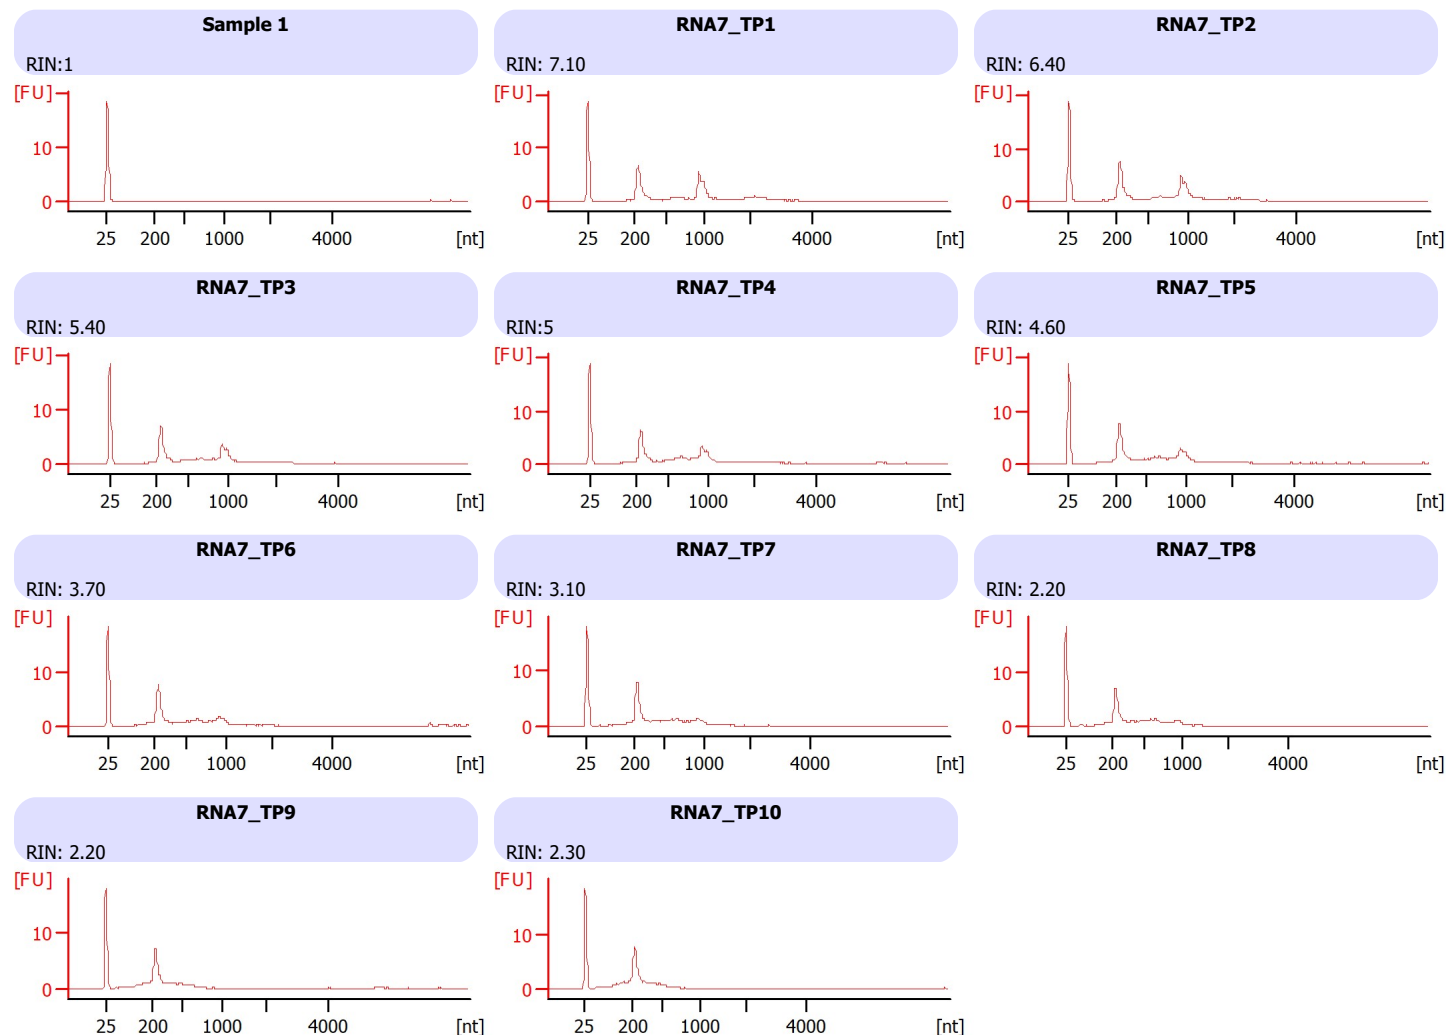 Sample 1
RIN:1
[FU]
10
0
25 200 1000 4000 [nt]
RNA7_TP1
RIN: 7.10
[FU]
10
0
25 200 1000 4000 [nt]
RNA7_TP2
RIN: 6.40
[FU]
10
0
25 200 1000 4000 [nt]
RNA7_TP3
RIN: 5.40
[FU]
10
0
25 200 1000 4000 [nt]
RNA7_TP4
RIN:5
[FU]
10
0
25 200 1000 4000 [nt]
RNA7_TP5
RIN: 4.60
[FU]
10
0
25 200 1000 4000 [nt]
RNA7_TP6
RIN: 3.70
[FU]
10
0
25 200 1000 4000 [nt]
RNA7_TP7
RIN: 3.10
[FU]
10
0
25 200 1000 4000 [nt]
RNA7_TP8
RIN: 2.20
[FU]
10
0
25 200 1000 4000 [nt]
RNA7_TP9
RIN: 2.20
[FU]
10
0
25 200 1000 4000 [nt]
RNA7_TP10
RIN: 2.30
[FU]
10
0
25 200 1000 4000 [nt]